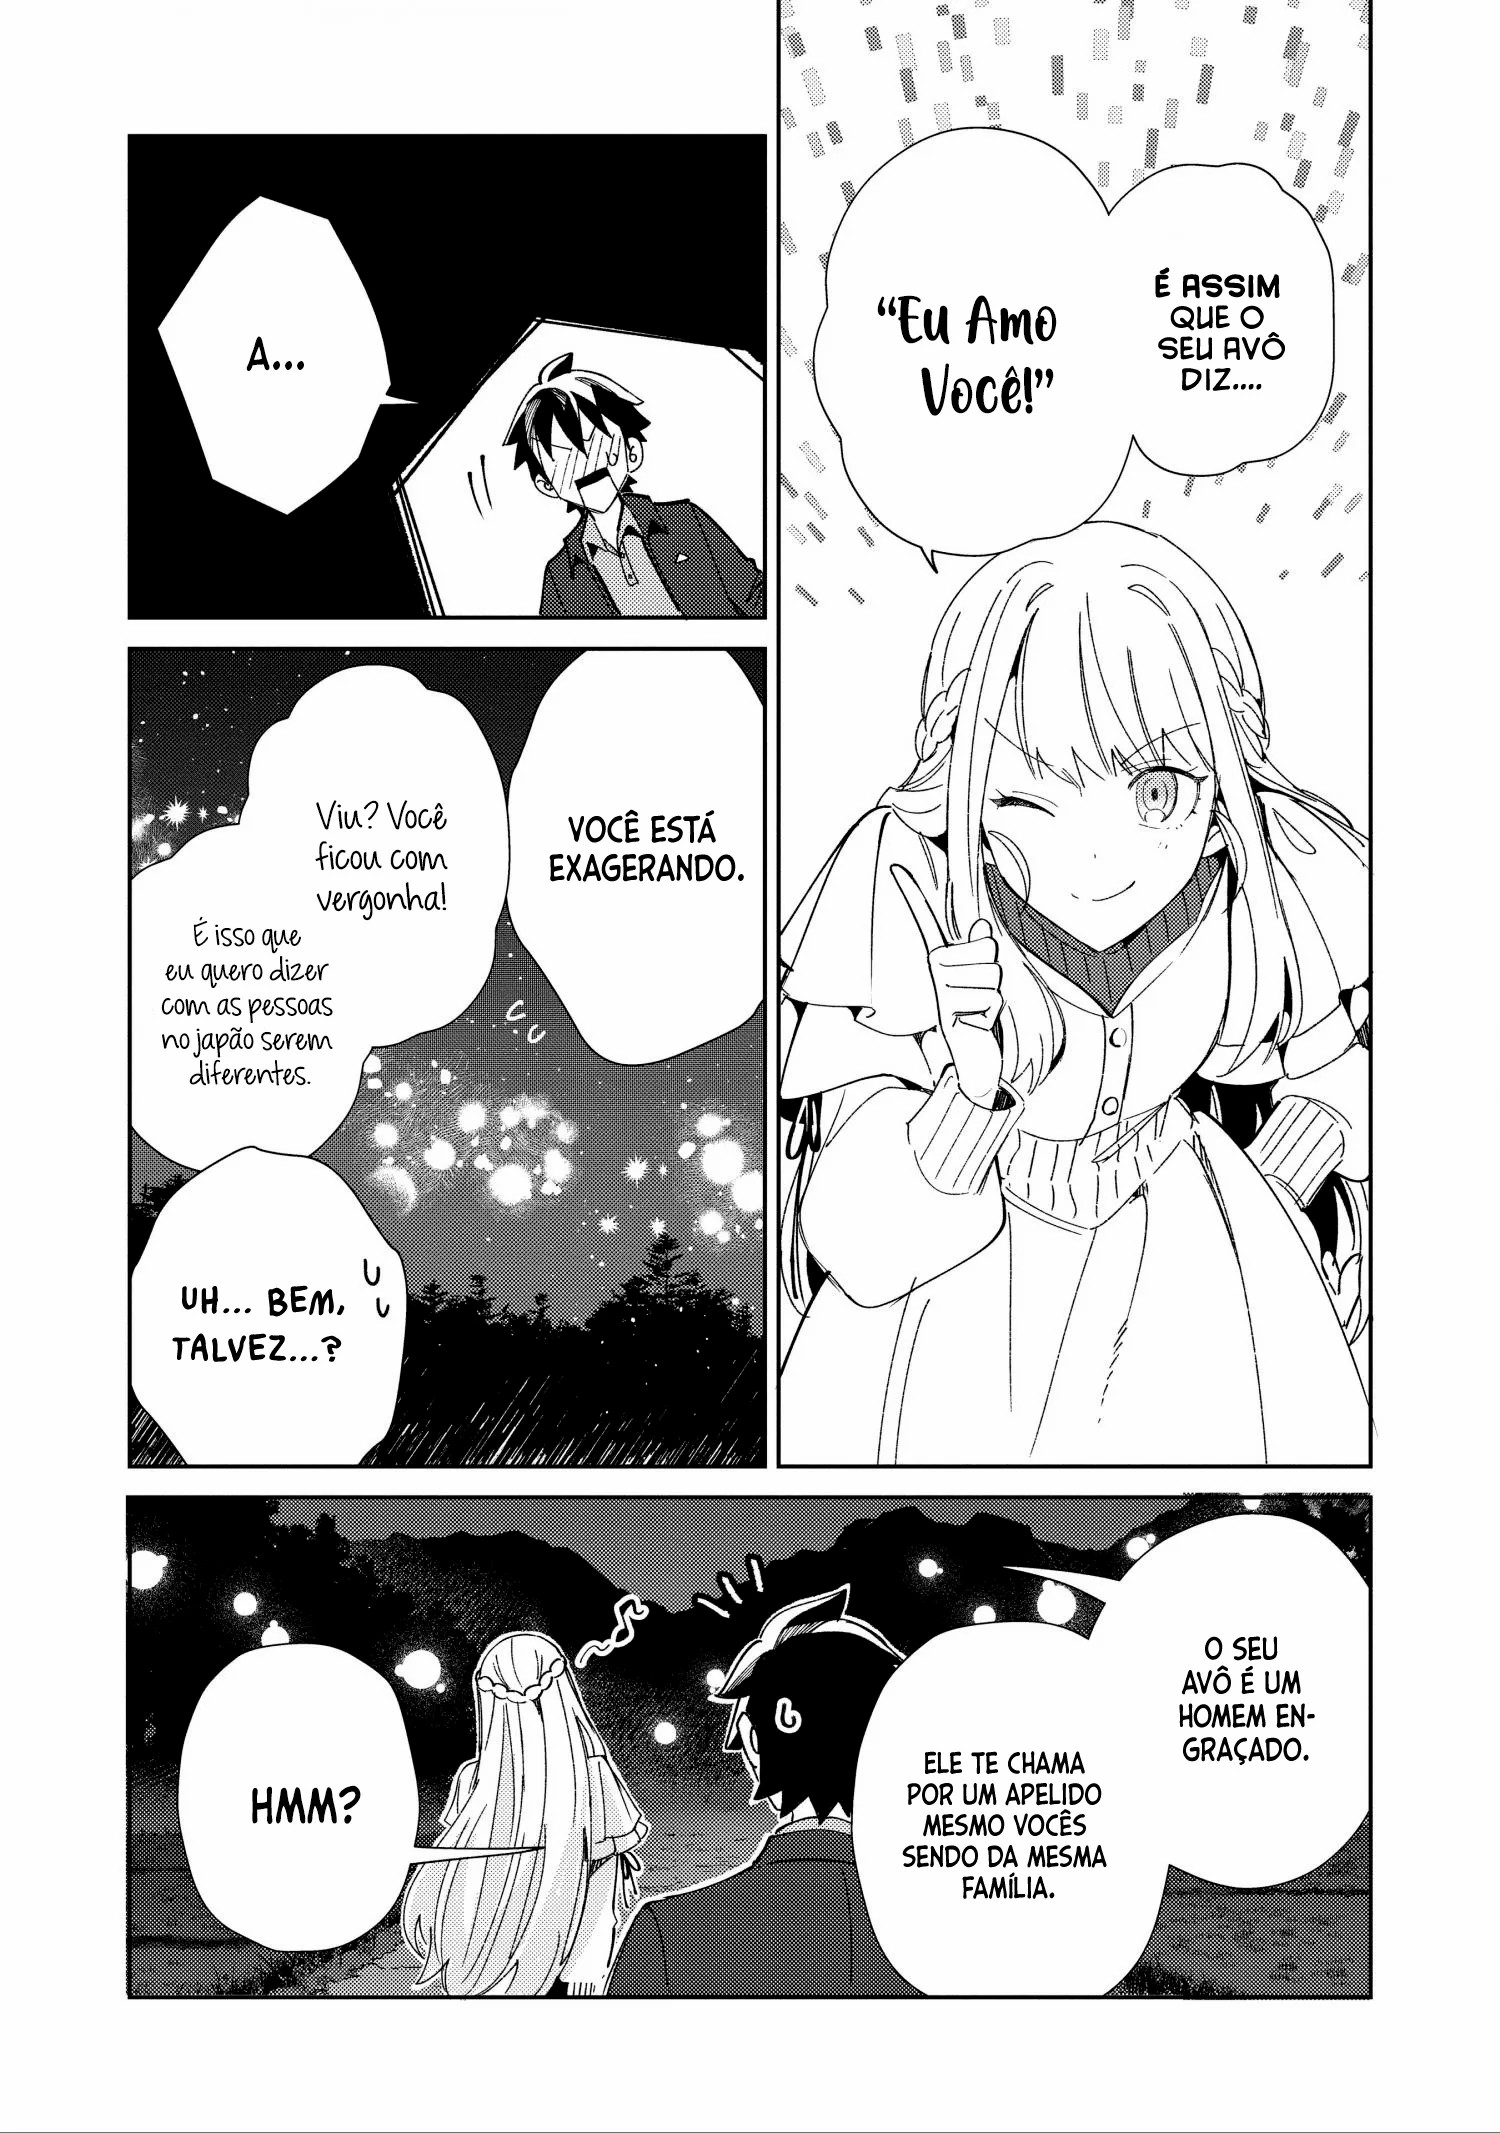 É ASSIM
QUE O
SEU AVÔ
DIZ....
“Eu Amo
Você!”
A...
VOCÊ ESTÁ
EXAGERANDO.
Viu? Você
ficou com
vergonha!
É isso que
eu quero dizer
com as pessoas
no japão serem
diferentes.
UH... BEM,
TALVEZ...?
O SEU
AVÔ É UM
HOMEM EN-
GRAÇADO.
ELE TE CHAMA
POR UM APELIDO
MESMO VOCÊS
SENDO DA MESMA
FAMÍLIA.
HMM?